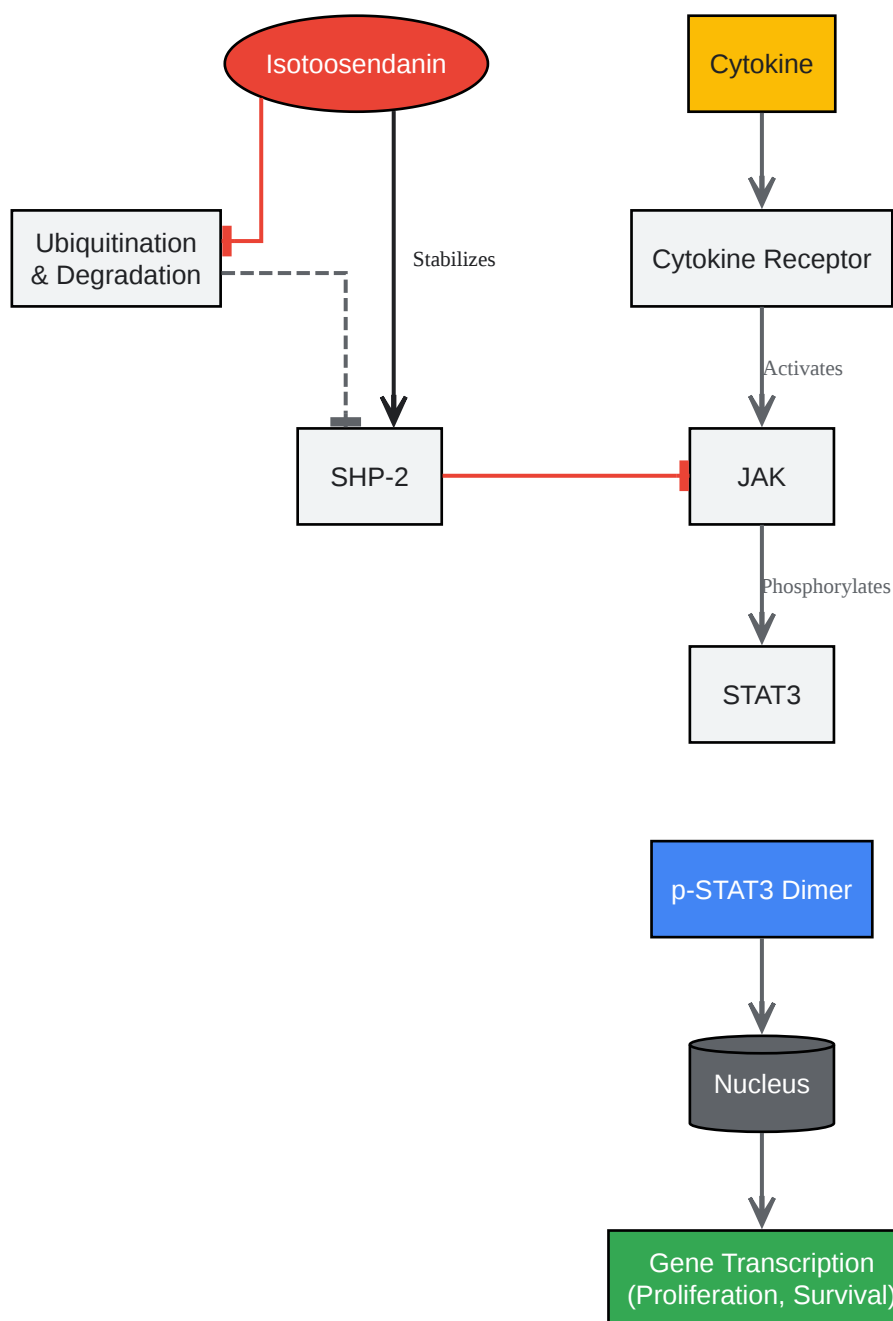 Isotoosendanin
Cytokine
Ubiquitination
& Degradation
Stabilizes
Cytokine Receptor
Activates
SHP-2
JAK
Phosphorylates
STAT3
p-STAT3 Dimer
Nucleus
Gene Transcription
(Proliferation, Survival)